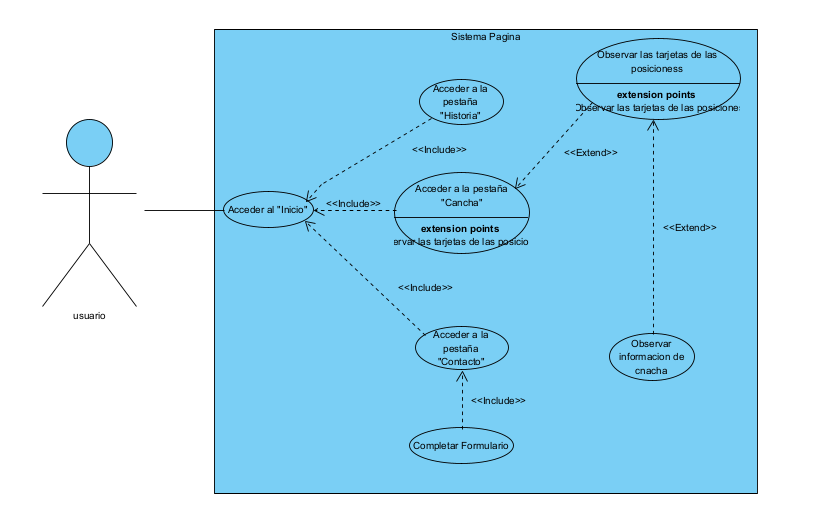 Sistema Pagina
Observar las tarjetas de las
posicioness
extension points
Observar las tarjetas de las posiciones
Acceder a la
pestaña
"Historia"
<<Include>>
<<Extend>>
Acceder a la pestaña
"Cancha"
extension points
ervar las tarjetas de las posicio
<<Include>>
Acceder al "Inicio"
<<Extend>>
<<Include>>
usuario
Acceder a la
pestaña
"Contacto"
Observar
informacion de
cnacha
<<Include>>
Completar Formulario